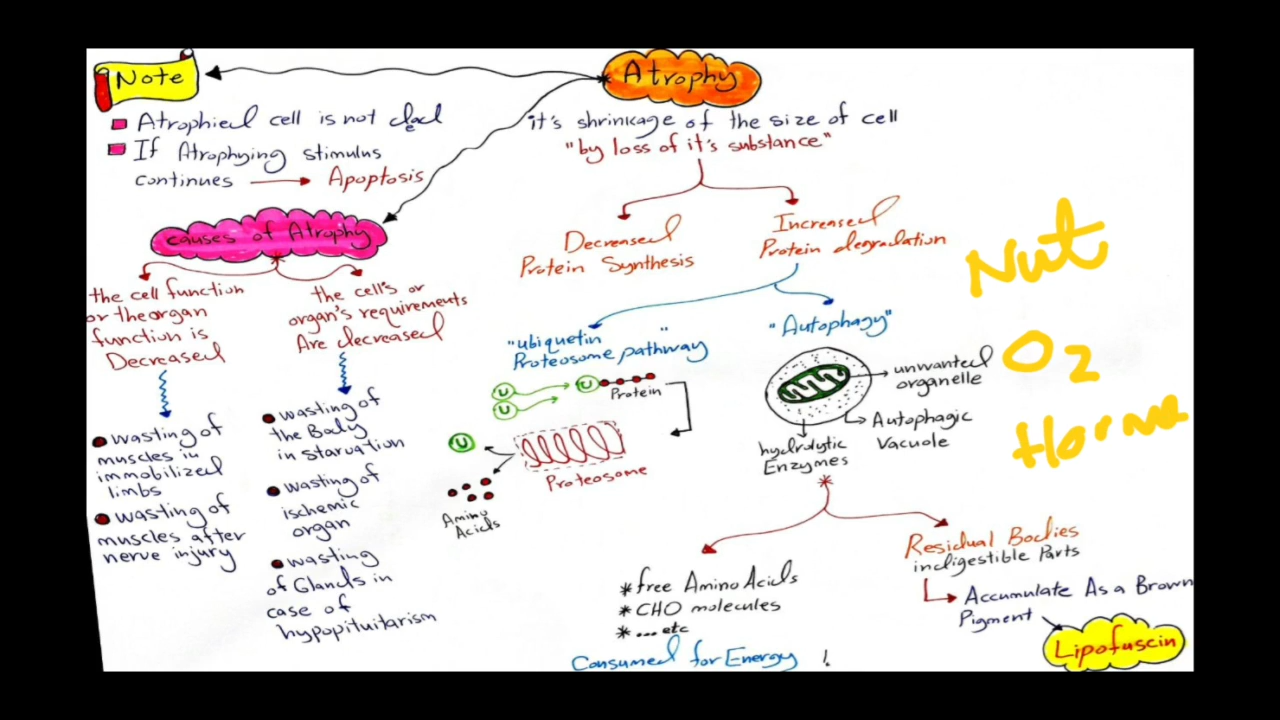 Note
Atrophied cell is not dead
If Atrophying stimulus
continues → Apoptosis
Atrophy
it's shrinkage of the size of cell
"by loss of it's substance"
causes of Atrophy
the cell function
or the organ
function is
Decreased
wasting of
muscles in
immobilized
limbs
wasting of
muscles after
nerve injury
the cell's or
organ's requirements
Are decreased
wasting of
the Body
in starvation
wasting of
ischemic
organ
wasting
of Glands in
case of
hypopituitarism
Decreased
Protein Synthesis
Increased
Protein degradation
"ubiquetin
Proteosome pathway"
U
U
U
Protein
U
Proteosome
Amino
Acids
"Autophagy"
unwanted
organelle
Autophagic
Vacuole
hydrolytic
Enzymes
* free Amino Acids
* CHO molecules
* ... etc
Consumed for Energy !
Residual Bodies
indigestible Parts
Accumulate As a Brown
Pigment
Lipofuscin
Nut
O2